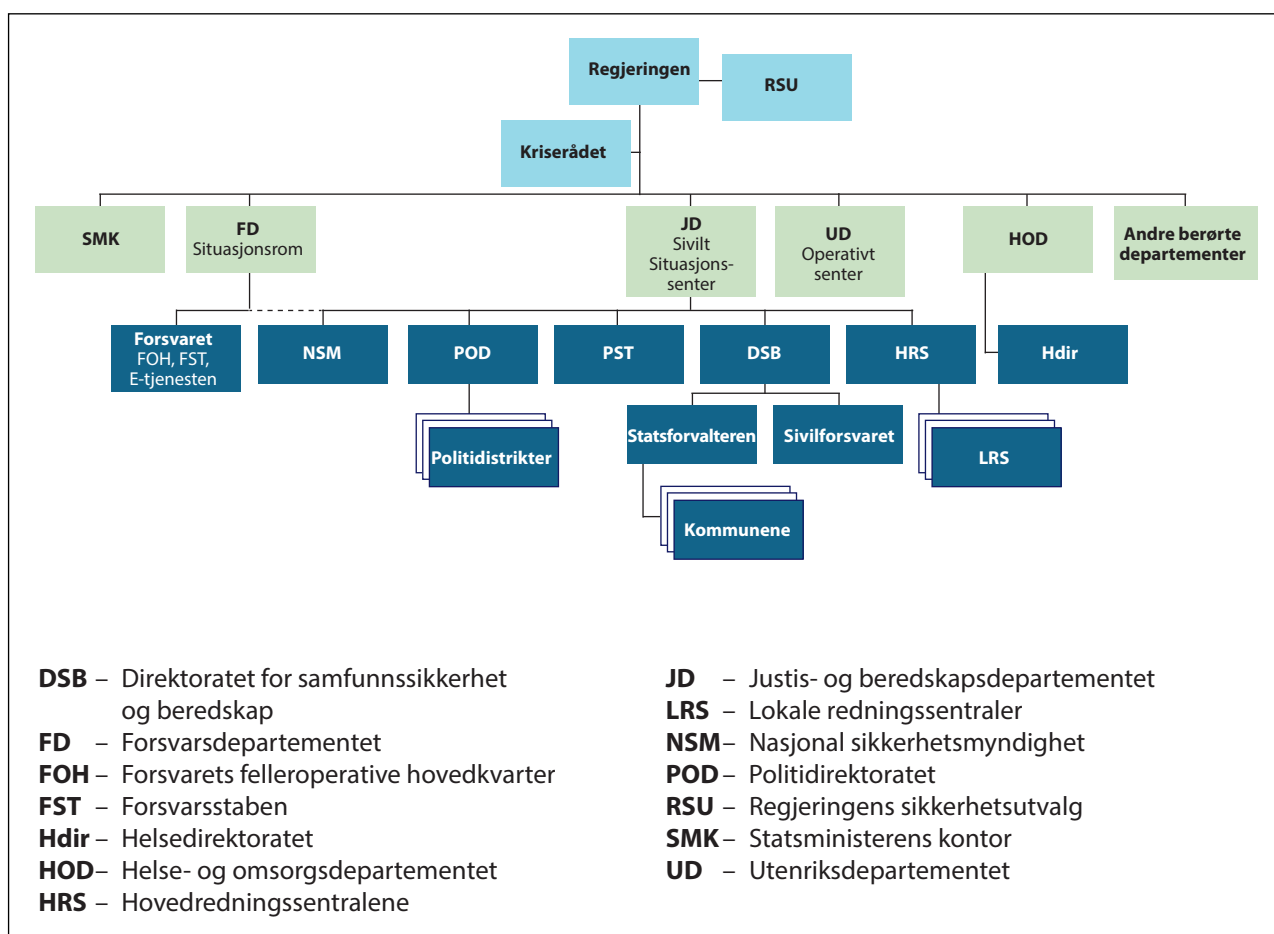 Regjeringen
RSU
Kriserådet
SMK
FD
Situasjonsrom
JD
Sivilt
Situasjons-
senter
UD
Operativt
senter
HOD
Andre berørte
departementer
Forsvaret
FOH, FST,
E-tjenesten
NSM
POD
PST
DSB
HRS
Hdir
Politidistrikter
Statsforvalteren
Sivilforsvaret
LRS
Kommunene
DSB – Direktoratet for samfunnssikkerhet
og beredskap
FD – Forsvarsdepartementet
FOH – Forsvarets felleroperative hovedkvarter
FST – Forsvarsstaben
Hdir – Helsedirektoratet
HOD – Helse- og omsorgsdepartementet
HRS – Hovedredningssentralene
JD – Justis- og beredskapsdepartementet
LRS – Lokale redningssentraler
NSM – Nasjonal sikkerhetsmyndighet
POD – Politidirektoratet
RSU – Regjeringens sikkerhetsutvalg
SMK – Statsministerens kontor
UD – Utenriksdepartementet